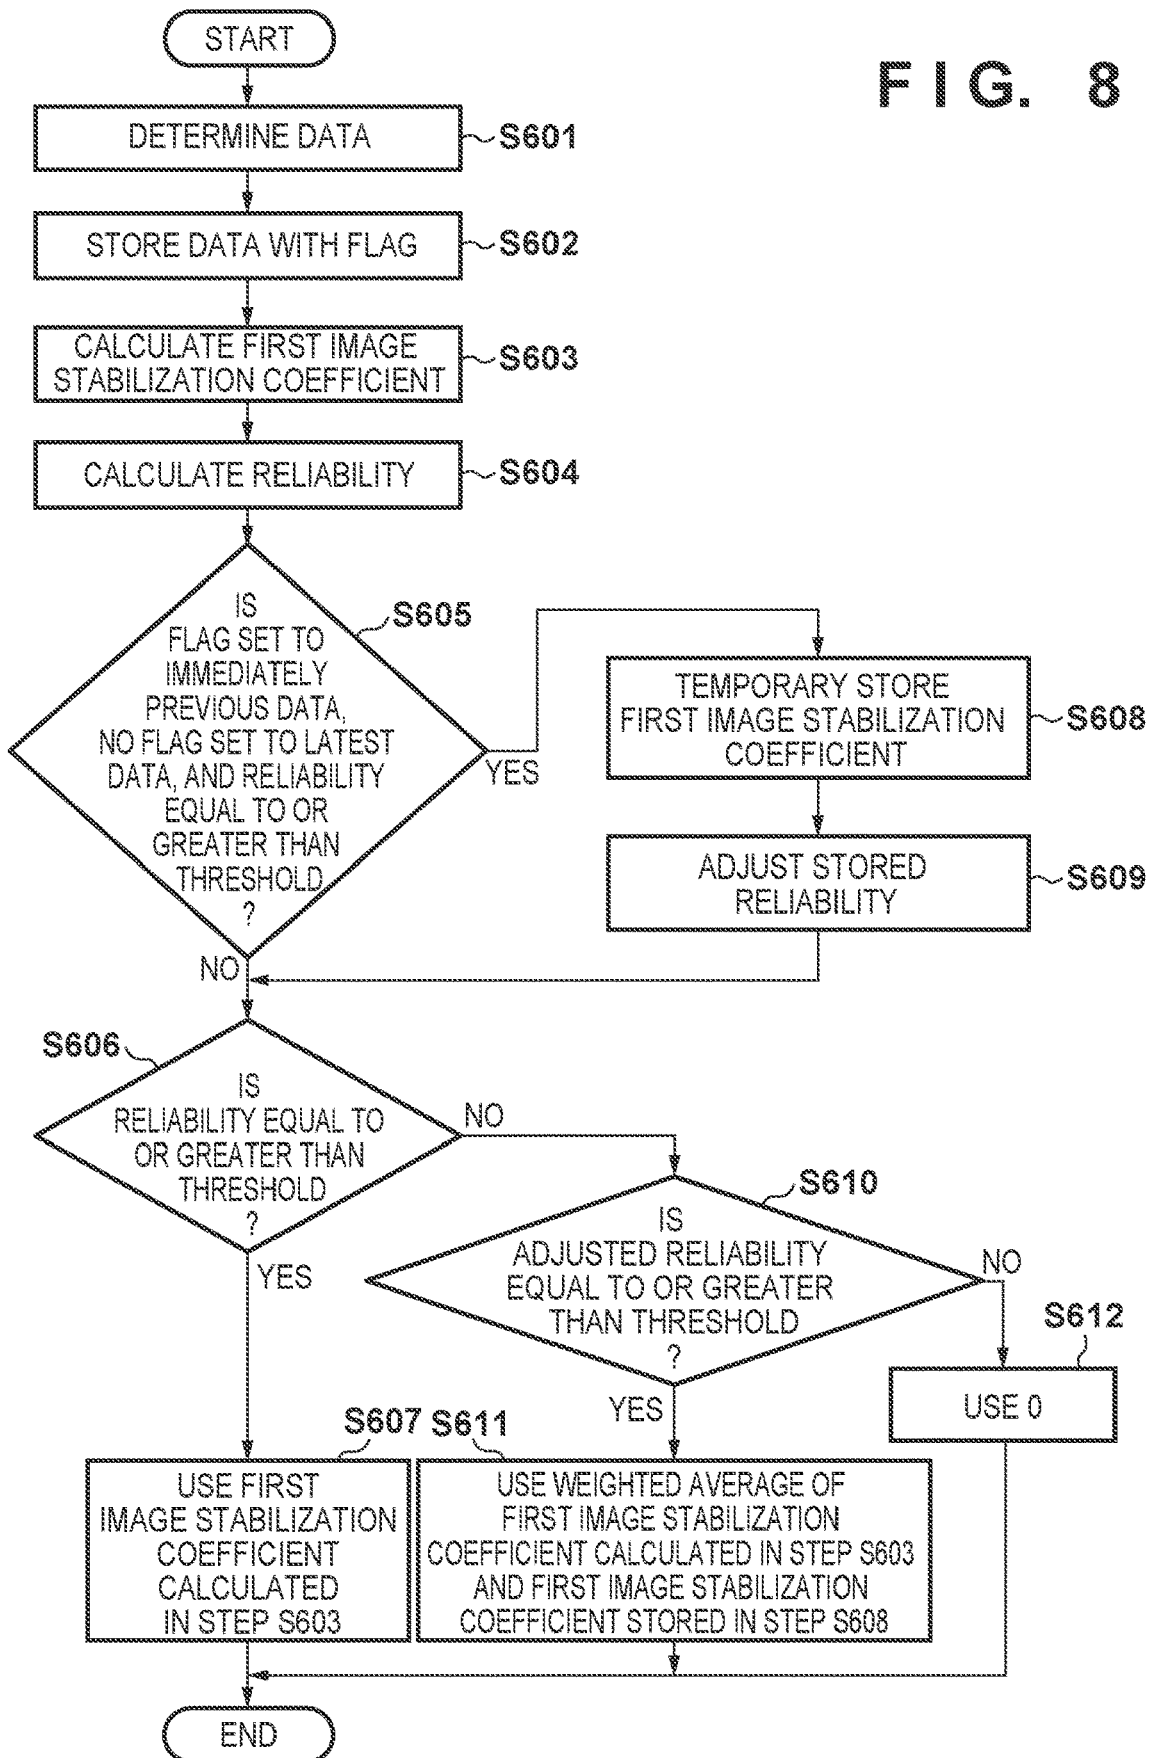 START
FIG. 8
DETERMINE DATA
S601
STORE DATA WITH FLAG
S602
CALCULATE FIRST IMAGE
STABILIZATION COEFFICIENT
S603
CALCULATE RELIABILITY
S604
IS
FLAG SET TO
IMMEDIATELY
PREVIOUS DATA,
NO FLAG SET TO LATEST
DATA, AND RELIABILITY
EQUAL TO OR
GREATER THAN
THRESHOLD
?
S605
YES
TEMPORARY STORE
FIRST IMAGE STABILIZATION
COEFFICIENT
S608
ADJUST STORED
RELIABILITY
S609
NO
S606
IS
RELIABILITY EQUAL TO
OR GREATER THAN
THRESHOLD
?
NO
YES
S610
IS
ADJUSTED RELIABILITY
EQUAL TO OR GREATER
THAN THRESHOLD
?
NO
YES
S612
USE 0
S607
USE FIRST
IMAGE STABILIZATION
COEFFICIENT
CALCULATED
IN STEP S603
S611
USE WEIGHTED AVERAGE OF
FIRST IMAGE STABILIZATION
COEFFICIENT CALCULATED IN STEP S603
AND FIRST IMAGE STABILIZATION
COEFFICIENT STORED IN STEP S608
END